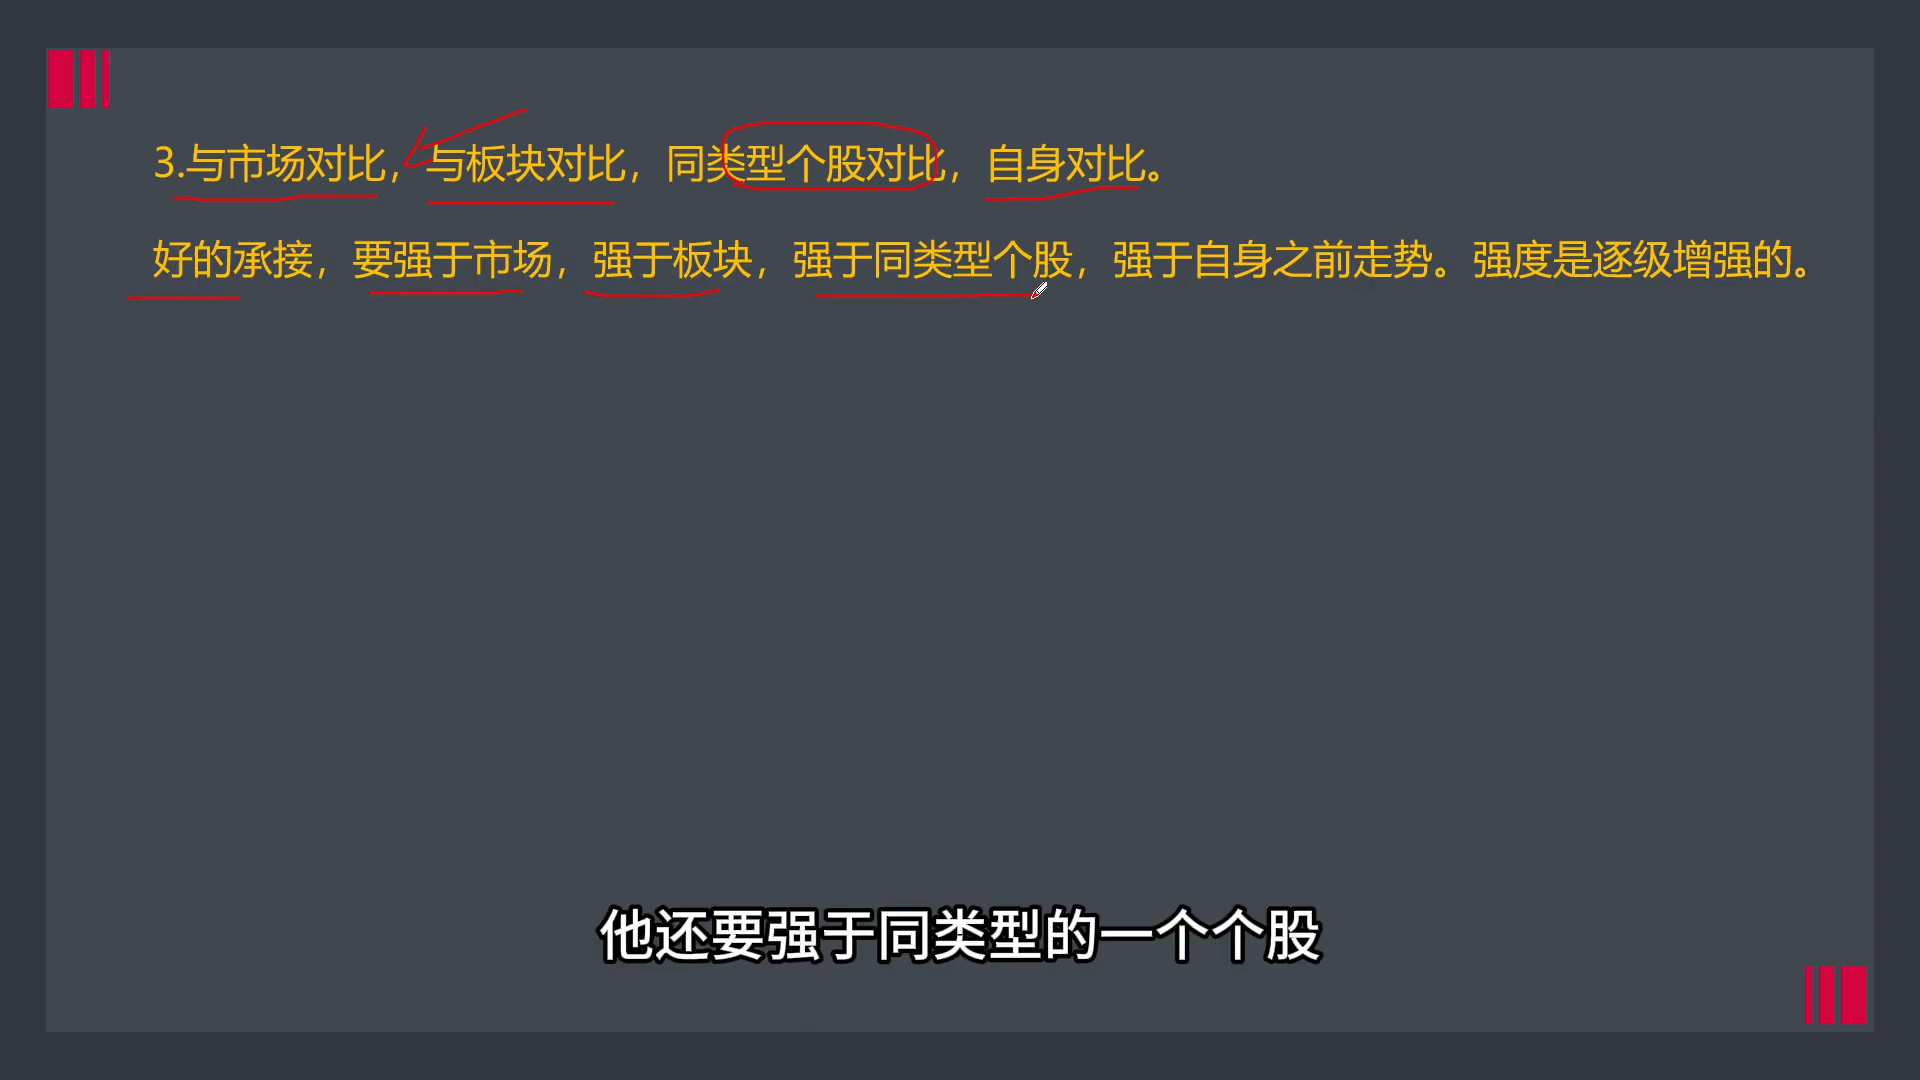 3.与市场对比，与板块对比，同类型个股对比，自身对比。
好的承接，要强于市场，强于板块，强于同类型个股，强于自身之前走势。强度是逐级增强的。
他还要强于同类型的一个个股